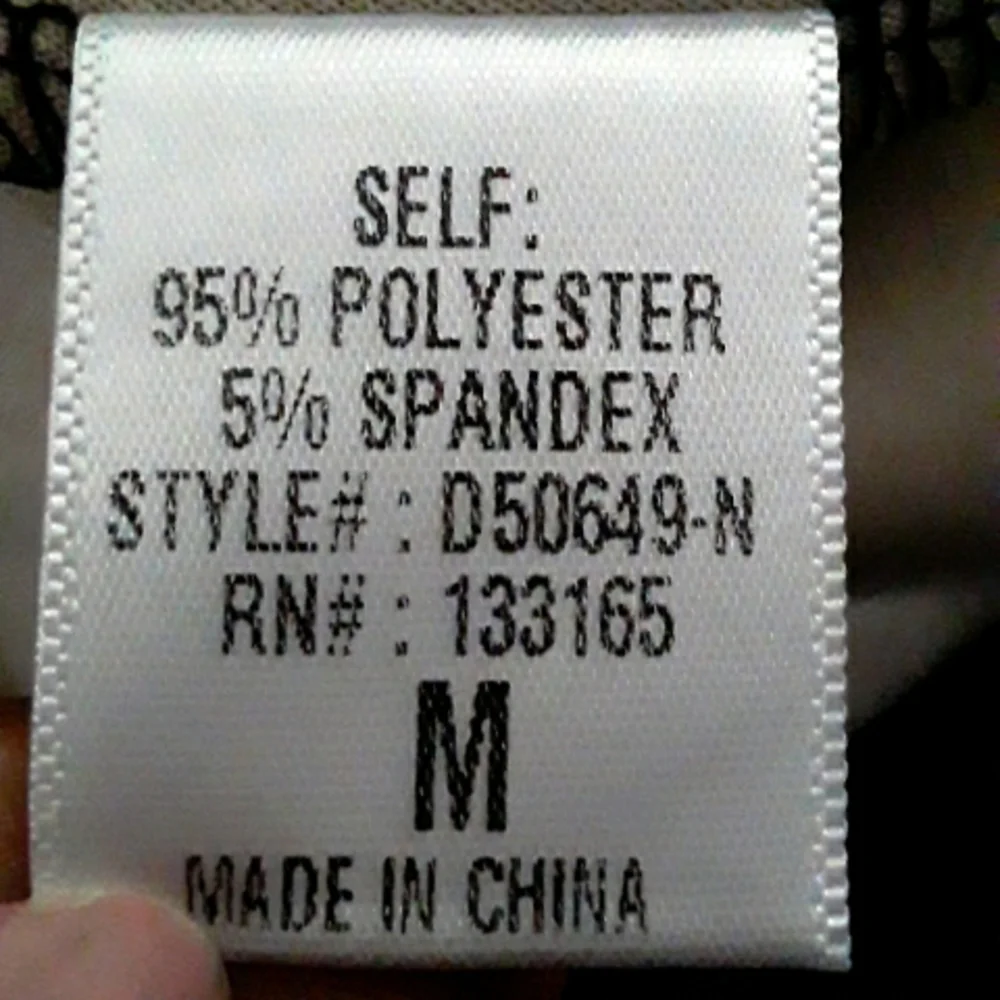 SELF:
95% POLYESTER
5% SPANDEX
STYLE# : D50649-N
RN# : 133165
M
MADE IN CHINA